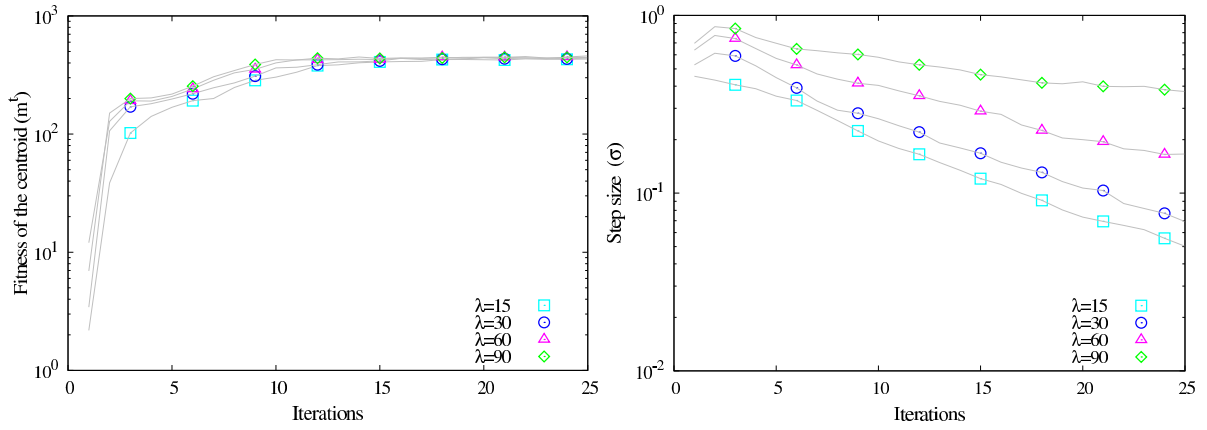 Fitness of the centroid (mᵗ)
10³
10²
10¹
10⁰
0 5 10 15 20 25
Iterations
λ=15
λ=30
λ=60
λ=90
Step size (σ)
10⁰
10⁻¹
10⁻²
0 5 10 15 20 25
Iterations
λ=15
λ=30
λ=60
λ=90